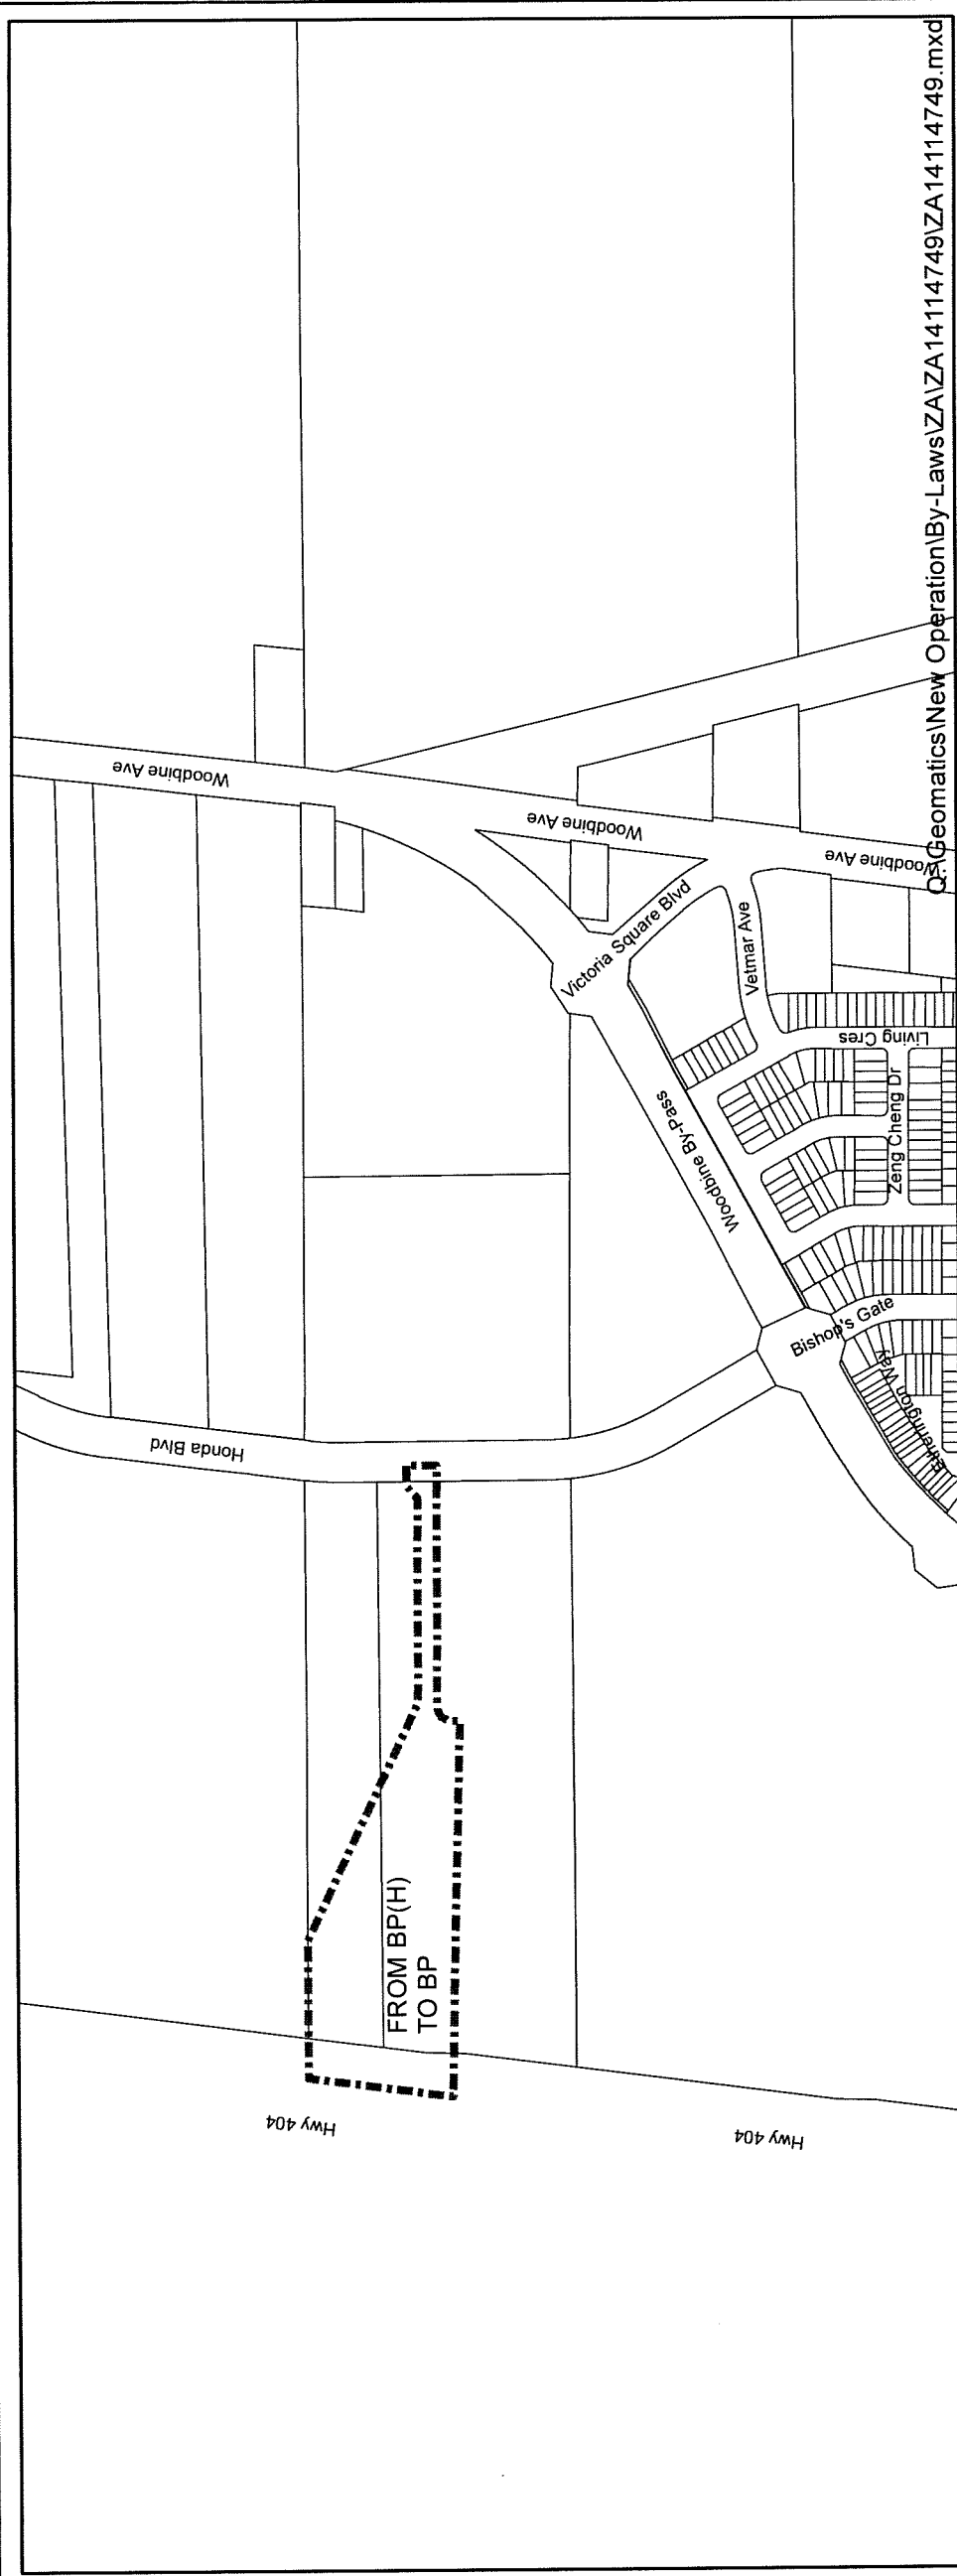 Q:\Geomatics\New Operation\By-Laws\ZA\ZA14114749\ZA14114749.mxd
Woodbine Ave
Woodbine Ave
Woodbine Ave
Victoria Square Blvd
Vetmar Ave
Living Cres
Zeng Cheng Dr
Woodbine By-Pass
Bishop's Gate
Honda Blvd
FROM BP(H)
TO BP
Hwy 404
Hwy 404